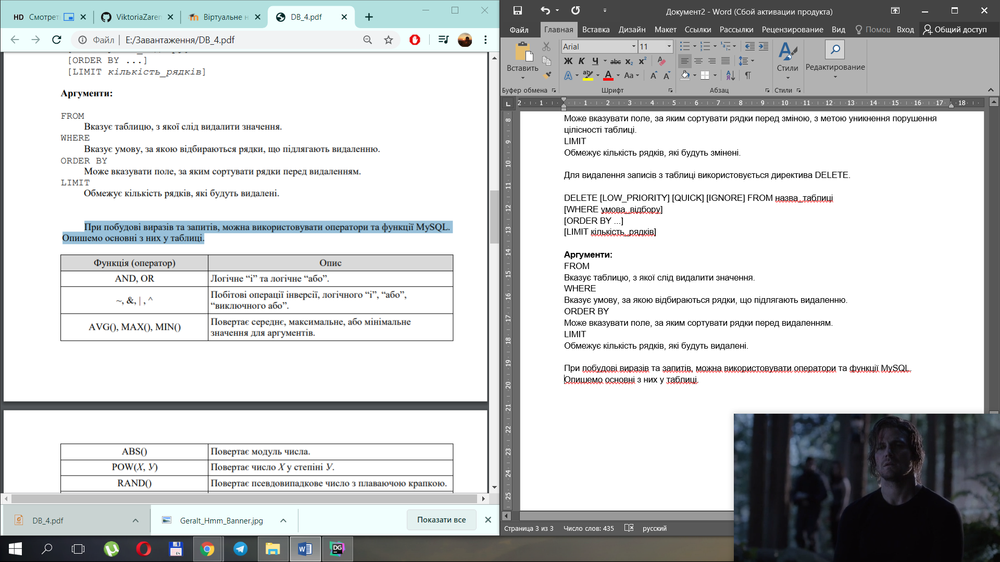 HD Смотрет
ViktoriaZarem
Віртуальне н
DB_4.pdf
Файл E:/Завантаження/DB_4.pdf
[ORDER BY ...]
[LIMIT кількість_рядків]
Аргументи:
FROM
Вказує таблицю, з якої слід видалити значення.
WHERE
Вказує умову, за якою відбираються рядки, що підлягають видаленню.
ORDER BY
Може вказувати поле, за яким сортувати рядки перед видаленням.
LIMIT
Обмежує кількість рядків, які будуть видалені.
При побудові виразів та запитів, можна використовувати оператори та функції MySQL.
Опишемо основні з них у таблиці.
Функція (оператор) Опис
AND, OR Логічне “і” та логічне “або”.
~, &, | , ^ Побітові операції інверсії, логічного “і”, “або”,
“виключного або”.
AVG(), MAX(), MIN() Повертає середнє, максимальне, або мінімальне
значення для аргументів.
ABS() Повертає модуль числа.
POW(X, Y) Повертає число X у степіні Y.
RAND() Повертає псевдовипадкове число з плаваючою крапкою.
DB_4.pdf
Geralt_Hmm_Banner.jpg
Показати все
Документ2 - Word (Сбой активации продукта)
Файл Главная Вставка Дизайн Макет Ссылки Рассылки Рецензирование Вид Помощ Вход Общий доступ
Вставить
Буфер обмена
Arial 11
Ж К Ч abc x₂ x²
A Aa A A
Шрифт
Абзац
Стили
Стили
Редактирование
2 1 1 2 3 4 5 6 7 8 9 10 11 12 13 14 15 16 17 18
8 9 10 11 12 13 14 15 16 17 18 19 20 21 22 23 24 25
Може вказувати поле, за яким сортувати рядки перед зміною, з метою уникнення порушення
цілісності таблиці.
LIMIT
Обмежує кількість рядків, які будуть змінені.
Для видалення записів з таблиці використовується директива DELETE.
DELETE [LOW_PRIORITY] [QUICK] [IGNORE] FROM назва_таблиці
[WHERE умова_відбору]
[ORDER BY ...]
[LIMIT кількість_рядків]
Аргументи:
FROM
Вказує таблицю, з якої слід видалити значення.
WHERE
Вказує умову, за якою відбираються рядки, що підлягають видаленню.
ORDER BY
Може вказувати поле, за яким сортувати рядки перед видаленням.
LIMIT
Обмежує кількість рядків, які будуть видалені.
При побудові виразів та запитів, можна використовувати оператори та функції MySQL.
Опишемо основні з них у таблиці.
Страница 3 из 3 Число слов: 435 русский
64
DG